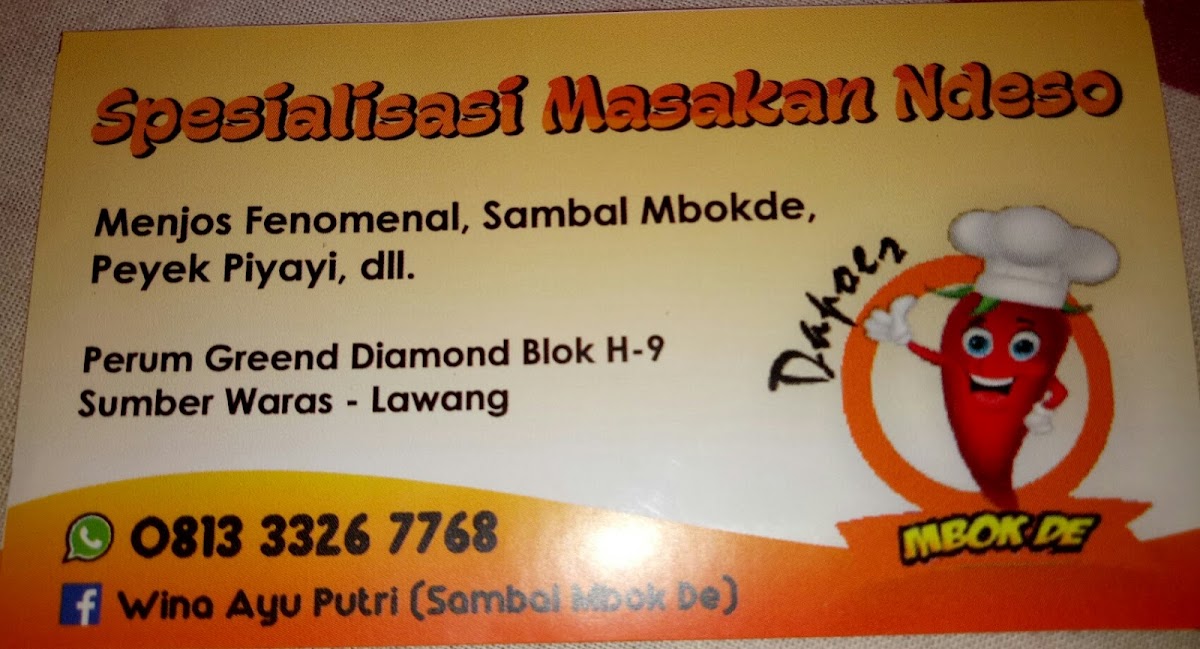 Spesialisasi Masakan Ndeso
Menjos Fenomenal, Sambal Mbokde,
Peyek Piyayi, dll.
Perum Greend Diamond Blok H-9
Sumber Waras - Lawang
Dapoer
MBOK DE
0813 3326 7768
Wina Ayu Putri (Sambal Mbok De)